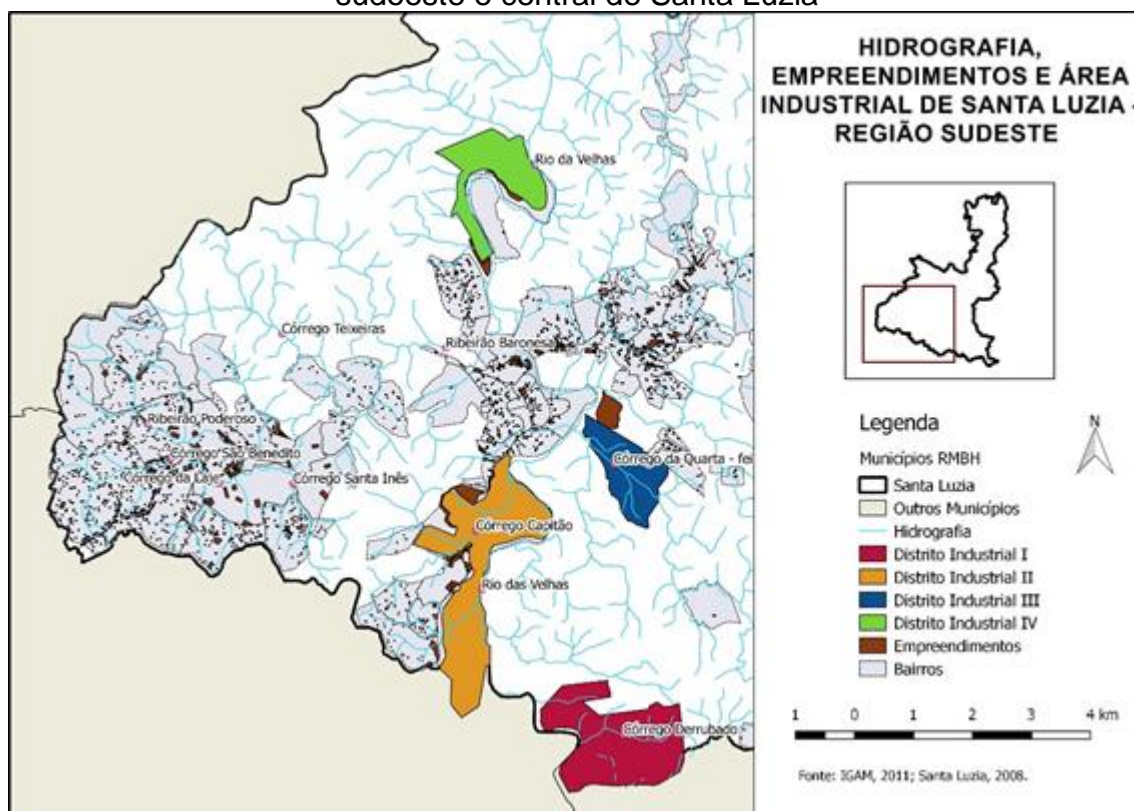 sudoeste e central de Santa Luzia
HIDROGRAFIA,
EMPREENDIMENTOS E ÁREA
INDUSTRIAL DE SANTA LUZIA -
REGIÃO SUDESTE
Rio da Velhas
Córrego Teixeiras
Ribeirão Baronesa
Ribeirão Poderoso
Córrego São Benedito
Córrego da Laje
Córrego Santa Inês
Córrego da Quarta - fei
Córrego Capitão
Rio das Velhas
Córrego Derrubado
Legenda
N
Municípios RMBH
Santa Luzia
Outros Municípios
Hidrografia
Distrito Industrial I
Distrito Industrial II
Distrito Industrial III
Distrito Industrial IV
Empreendimentos
Bairros
1 0 1 2 3 4 km
Fonte: IGAM, 2011; Santa Luzia, 2008.